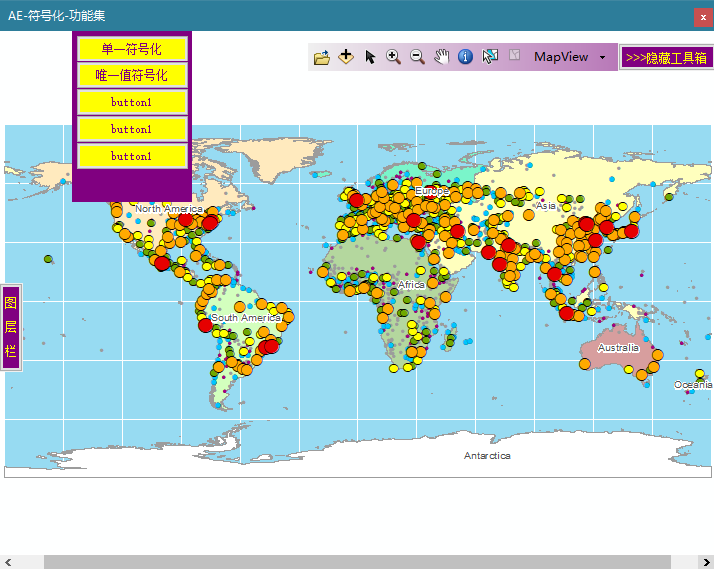 AE-符号化-功能集
x
单一符号化
唯一值符号化
button1
button1
button1
MapView
>>>隐藏工具箱
North America
Europe
Asia
Africa
South America
Australia
Oceania
Antarctica
图
层
栏